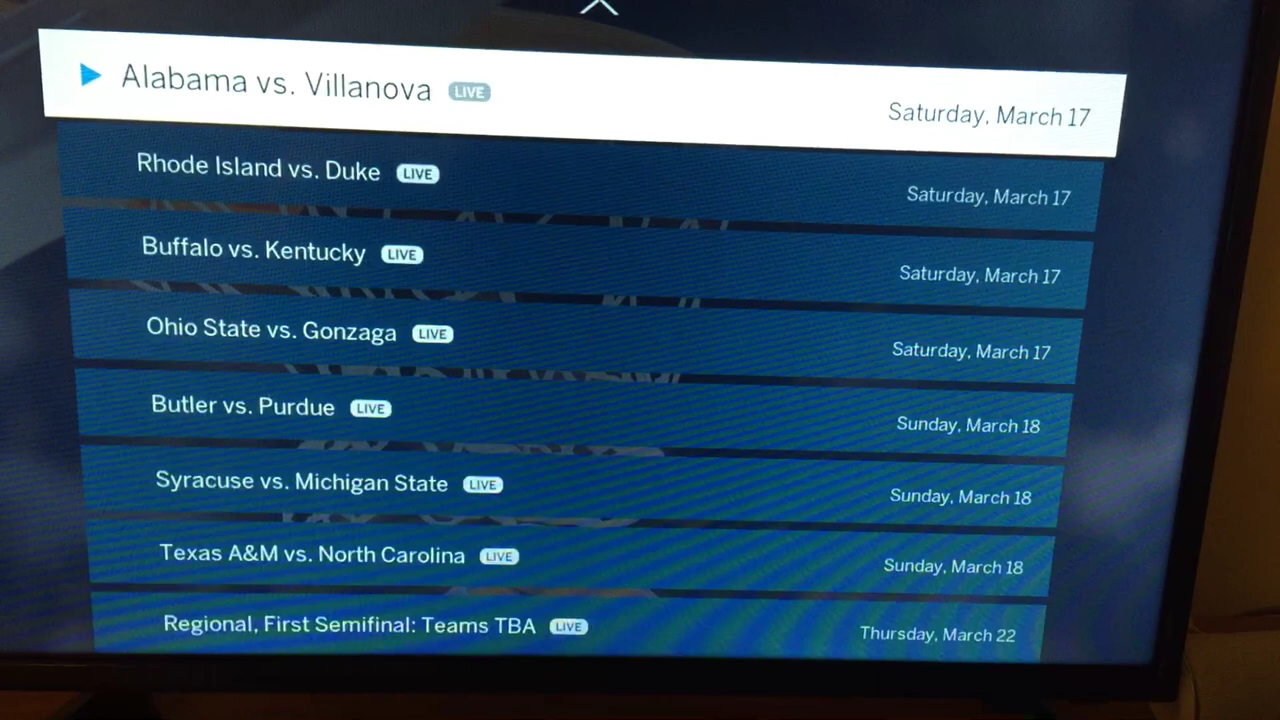 Alabama vs. Villanova LIVE Saturday, March 17
Rhode Island vs. Duke LIVE Saturday, March 17
Buffalo vs. Kentucky LIVE Saturday, March 17
Ohio State vs. Gonzaga LIVE Saturday, March 17
Butler vs. Purdue LIVE Sunday, March 18
Syracuse vs. Michigan State LIVE Sunday, March 18
Texas A&M vs. North Carolina LIVE Sunday, March 18
Regional, First Semifinal: Teams TBA LIVE Thursday, March 22